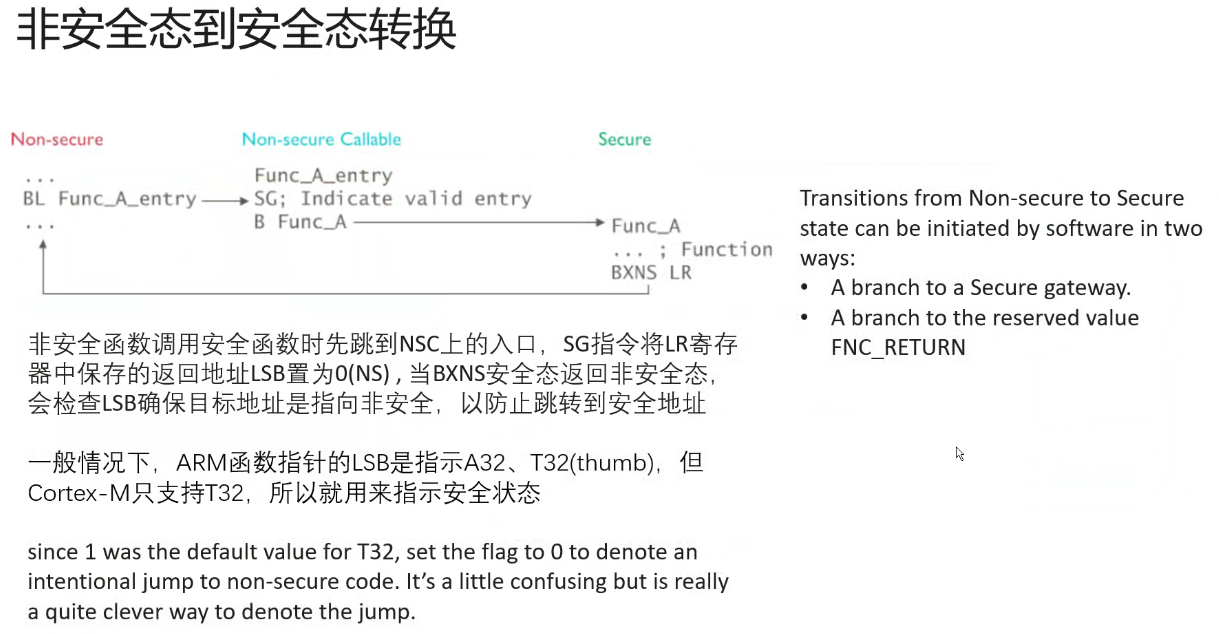 非安全态到安全态转换
Non-secure
Non-secure Callable
Secure
...
BL Func_A_entry
...
Func_A_entry
SG; Indicate valid entry
B Func_A
Func_A
... ; Function
BXNS LR
非安全函数调用安全函数时先跳到NSC上的入口，SG指令将LR寄存
器中保存的返回地址LSB置为0(NS) , 当BXNS安全态返回非安全态，
会检查LSB确保目标地址是指向非安全，以防止跳转到安全地址
一般情况下，ARM函数指针的LSB是指示A32、T32(thumb)，但
Cortex-M只支持T32，所以就用来指示安全状态
since 1 was the default value for T32, set the flag to 0 to denote an
intentional jump to non-secure code. It’s a little confusing but is really
a quite clever way to denote the jump.
Transitions from Non-secure to Secure
state can be initiated by software in two
ways:
• A branch to a Secure gateway.
• A branch to the reserved value
FNC_RETURN